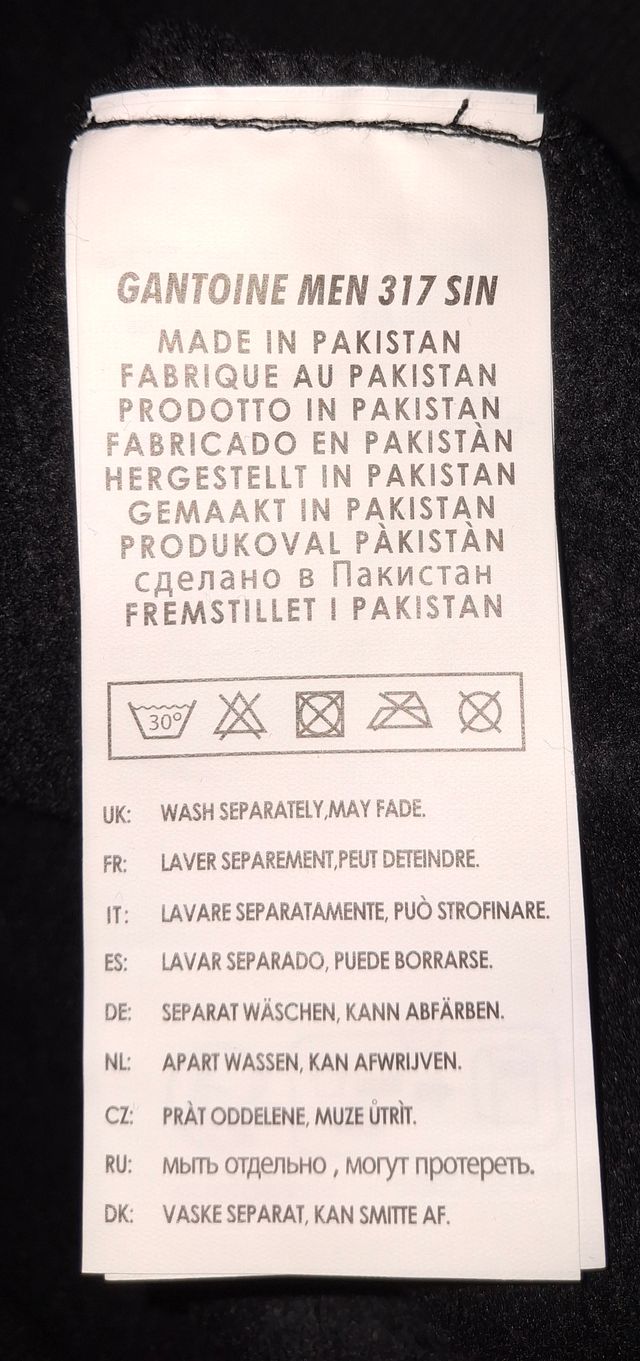 GANTOINE MEN 317 SIN
MADE IN PAKISTAN
FABRIQUE AU PAKISTAN
PRODOTTO IN PAKISTAN
FABRICADO EN PAKISTÀN
HERGESTELLT IN PAKISTAN
GEMAAKT IN PAKISTAN
PRODUKOVAL PÀKISTÀN
сделано в Пакистан
FREMSTILLET I PAKISTAN
30°
UK: WASH SEPARATELY,MAY FADE.
FR: LAVER SEPAREMENT,PEUT DETEINDRE.
IT: LAVARE SEPARATAMENTE, PUÒ STROFINARE.
ES: LAVAR SEPARADO, PUEDE BORRARSE.
DE: SEPARAT WÄSCHEN, KANN ABFÄRBEN.
NL: APART WASSEN, KAN AFWRIJVEN.
CZ: PRÀT ODDELENE, MUZE ŮTRÌT.
RU: мыть отдельно , могут протереть.
DK: VASKE SEPARAT, KAN SMITTE AF.